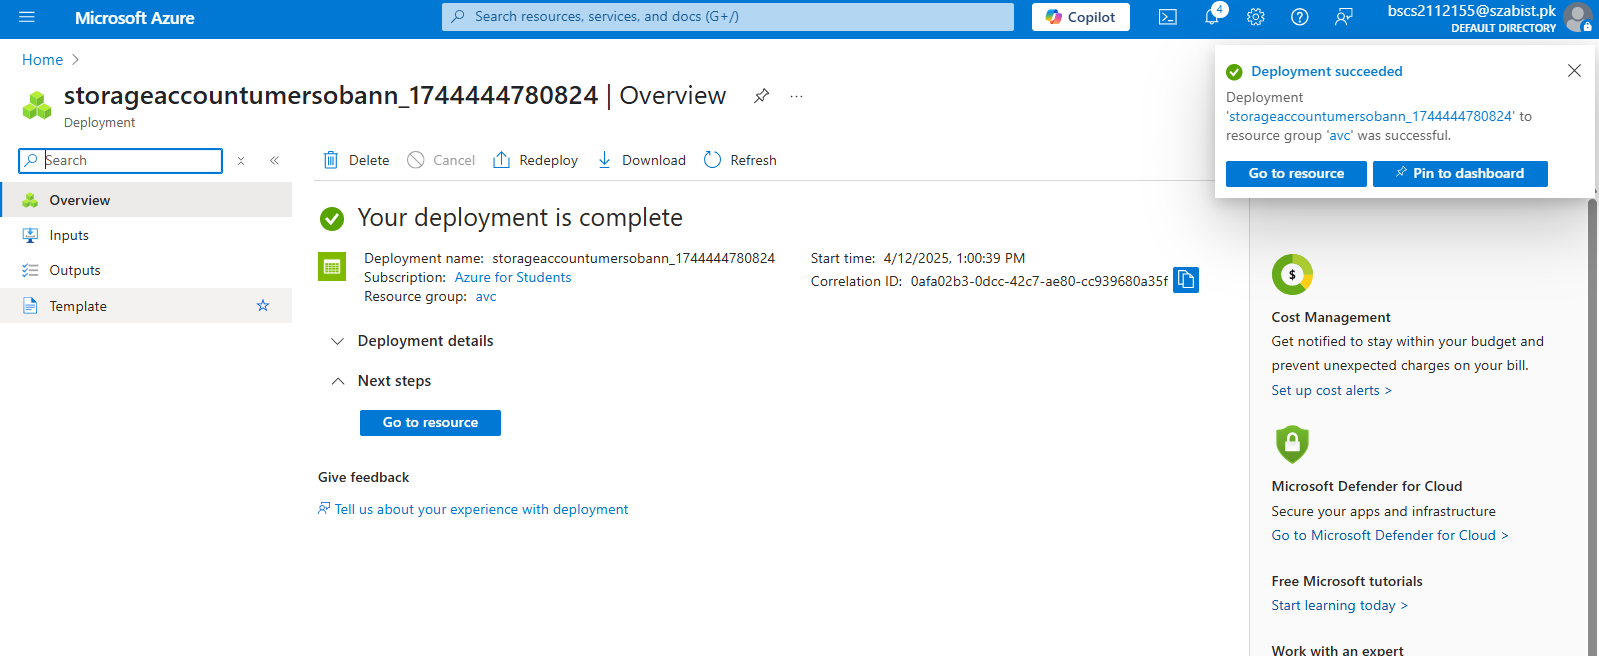 Microsoft Azure
Search resources, services, and docs (G+/)
Copilot
4
bscs2112155@szabist.pk
DEFAULT DIRECTORY
Home
storageaccountumersobann_1744444780824 | Overview
Deployment
Search
Delete
Cancel
Redeploy
Download
Refresh
Overview
Inputs
Outputs
Template
Your deployment is complete
Deployment name: storageaccountumersobann_1744444780824
Subscription: Azure for Students
Resource group: avc
Start time: 4/12/2025, 1:00:39 PM
Correlation ID: 0afa02b3-0dcc-42c7-ae80-cc939680a35f
Deployment details
Next steps
Go to resource
Give feedback
Tell us about your experience with deployment
Deployment succeeded
Deployment
'storageaccountumersobann_1744444780824' to
resource group 'avc' was successful.
Go to resource
Pin to dashboard
$
Cost Management
Get notified to stay within your budget and
prevent unexpected charges on your bill.
Set up cost alerts >
Microsoft Defender for Cloud
Secure your apps and infrastructure
Go to Microsoft Defender for Cloud >
Free Microsoft tutorials
Start learning today >
Work with an expert